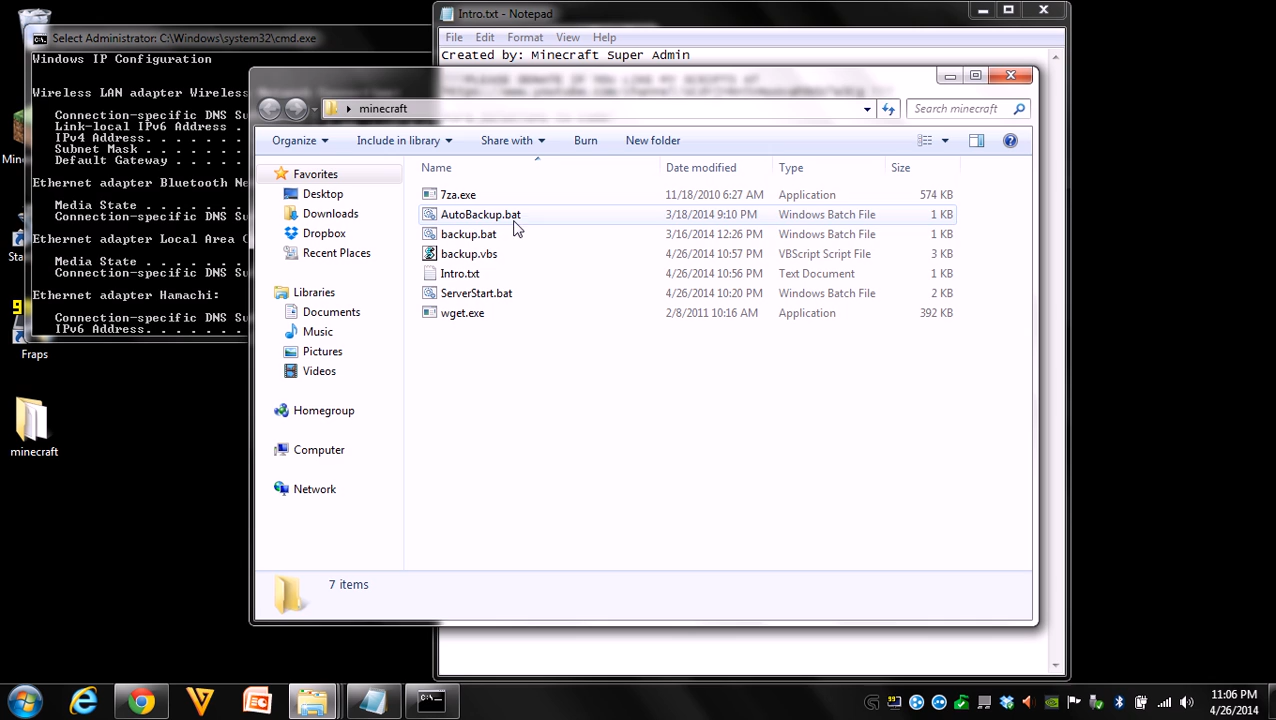 Intro.txt - Notepad
File Edit Format View Help
Created by: Minecraft Super Admin
Select Administrator: C:\Windows\system32\cmd.exe
Windows IP Configuration
Wireless LAN adapter Wireless
Connection-specific DNS Su
Link-local IPv6 Address .
IPv4 Address. . . . . . .
Subnet Mask . . . . . . .
Default Gateway . . . . .
Ethernet adapter Bluetooth Ne
Media State . . . . . . .
Connection-specific DNS Su
Ethernet adapter Local Area C
Media State . . . . . . .
Connection-specific DNS Su
Ethernet adapter Hamachi:
Connection-specific DNS Su
IPv6 Address. . . . . . .
Fraps
minecraft
minecraft
Search minecraft
Organize Include in library Share with Burn New folder
Name Date modified Type Size
7za.exe 11/18/2010 6:27 AM Application 574 KB
AutoBackup.bat 3/18/2014 9:10 PM Windows Batch File 1 KB
backup.bat 3/16/2014 12:26 PM Windows Batch File 1 KB
backup.vbs 4/26/2014 10:57 PM VBScript Script File 3 KB
Intro.txt 4/26/2014 10:56 PM Text Document 1 KB
ServerStart.bat 4/26/2014 10:20 PM Windows Batch File 2 KB
wget.exe 2/8/2011 10:16 AM Application 392 KB
Favorites
Desktop
Downloads
Dropbox
Recent Places
Libraries
Documents
Music
Pictures
Videos
Homegroup
Computer
Network
7 items
11:06 PM
4/26/2014